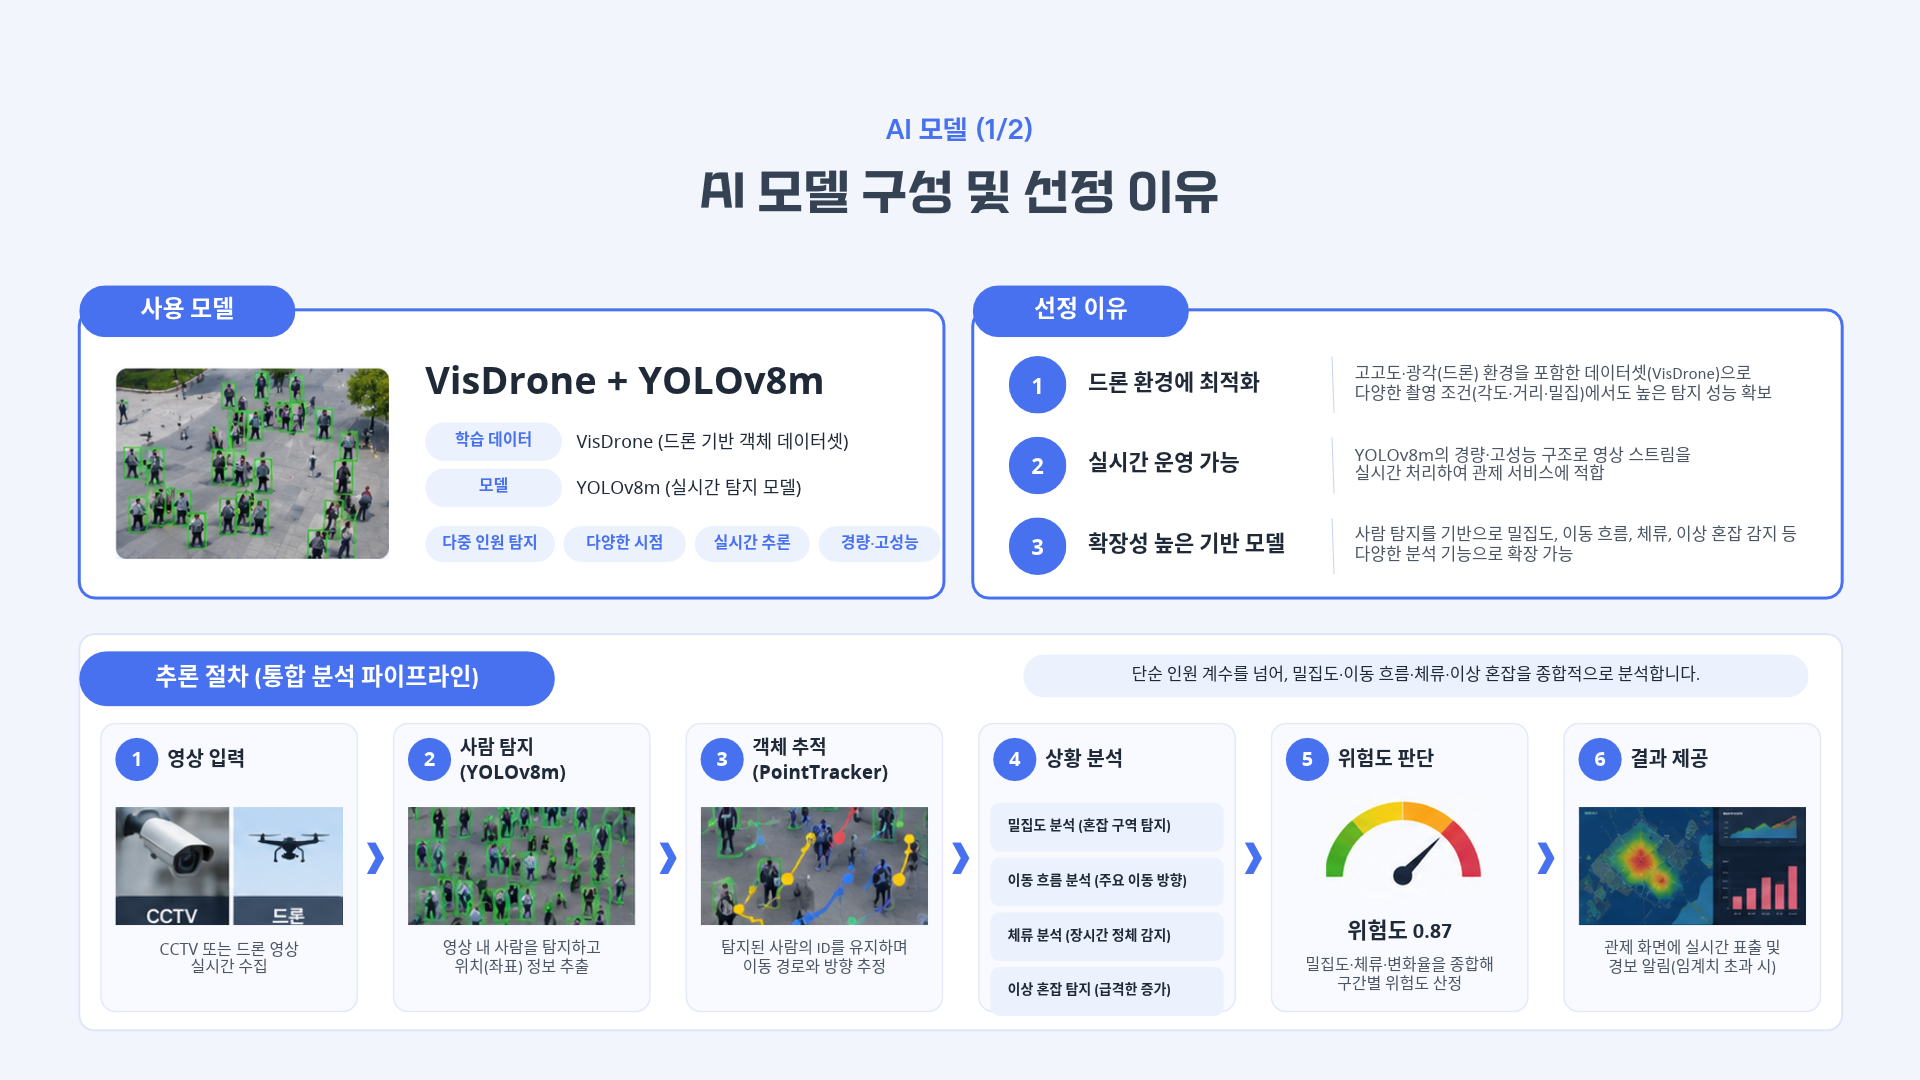 AI 모델 (1/2)
AI 모델 구성 및 선정 이유
사용 모델
VisDrone + YOLOv8m
학습 데이터
VisDrone (드론 기반 객체 데이터셋)
모델
YOLOv8m (실시간 탐지 모델)
다중 인원 탐지
다양한 시점
실시간 추론
경량·고성능
선정 이유
1
드론 환경에 최적화
고고도·광각(드론) 환경을 포함한 데이터셋(VisDrone)으로
다양한 촬영 조건(각도·거리·밀집)에서도 높은 탐지 성능 확보
2
실시간 운영 가능
YOLOv8m의 경량·고성능 구조로 영상 스트림을
실시간 처리하여 관제 서비스에 적합
3
확장성 높은 기반 모델
사람 탐지를 기반으로 밀집도, 이동 흐름, 체류, 이상 혼잡 감지 등
다양한 분석 기능으로 확장 가능
추론 절차 (통합 분석 파이프라인)
단순 인원 계수를 넘어, 밀집도·이동 흐름·체류·이상 혼잡을 종합적으로 분석합니다.
1
영상 입력
CCTV
드론
CCTV 또는 드론 영상
실시간 수집
2
사람 탐지
(YOLOv8m)
영상 내 사람을 탐지하고
위치(좌표) 정보 추출
3
객체 추적
(PointTracker)
탐지된 사람의 ID를 유지하며
이동 경로와 방향 추정
4
상황 분석
밀집도 분석 (혼잡 구역 탐지)
이동 흐름 분석 (주요 이동 방향)
체류 분석 (장시간 정체 감지)
이상 혼잡 탐지 (급격한 증가)
5
위험도 판단
위험도 0.87
밀집도·체류·변화율을 종합해
구간별 위험도 산정
6
결과 제공
관제 화면에 실시간 표출 및
경보 알림(임계치 초과 시)